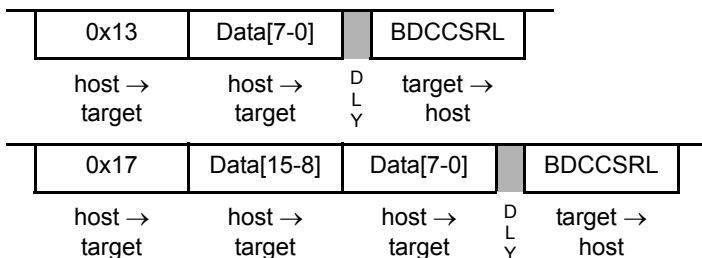 0x13 Data[7-0] BDCCSRL
host → host → D target →
target target L host
Y
0x17 Data[15-8] Data[7-0] BDCCSRL
host → host → host → D target →
target target target L host
Y